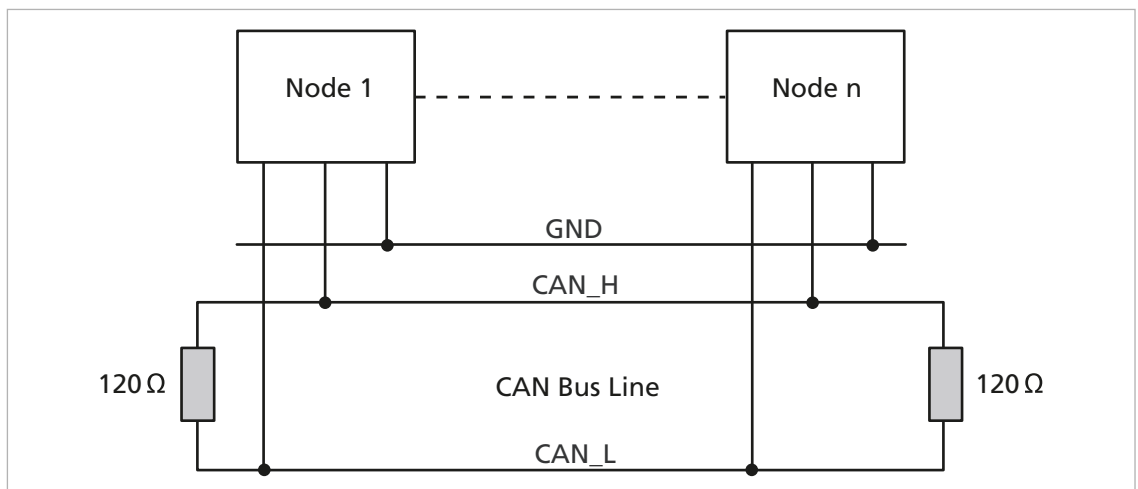 Node 1
Node n
GND
CAN_H
120 Ω
CAN Bus Line
120 Ω
CAN_L